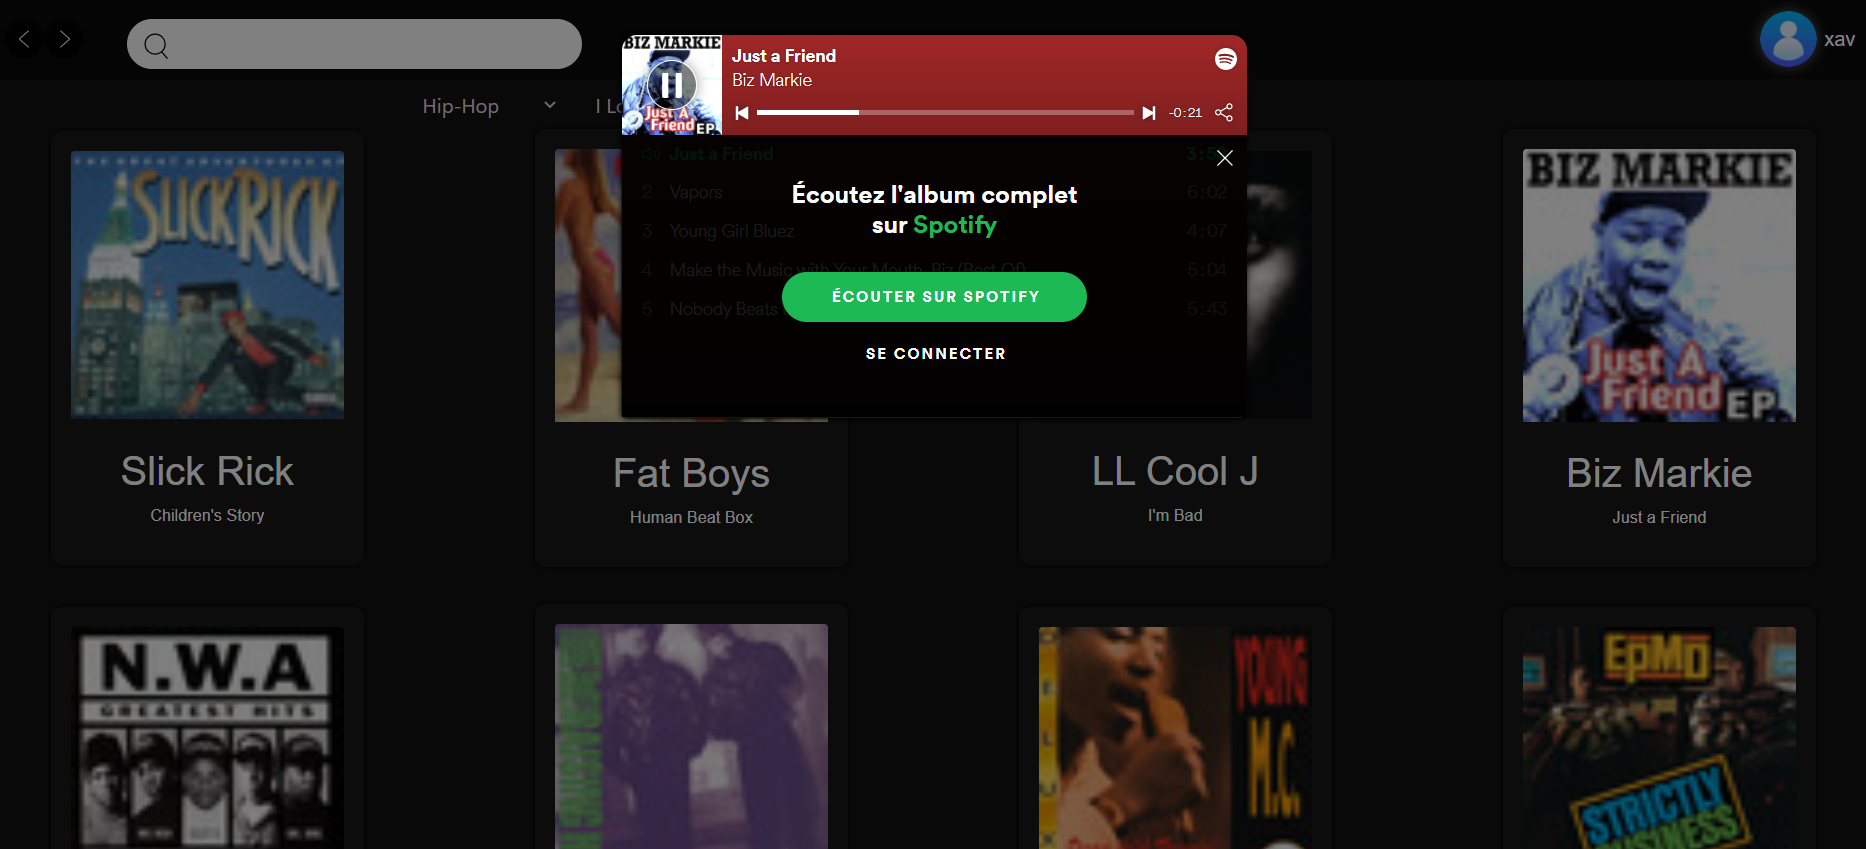 xav
Hip-Hop
I Lo
BIZ MARKIE
Just A
Friend EP.
Just a Friend
Biz Markie
-0:21
Just a Friend
2 Vapors 6:02
3 Young Girl Bluez 4:07
4 Make the Music with Your Mouth, Biz (Best Of) 5:04
5 Nobody Beats 5:43
Écoutez l'album complet
sur Spotify
ÉCOUTER SUR SPOTIFY
SE CONNECTER
SLICK RICK
BIZ MARKIE
Just A
Friend EP.
Slick Rick
Children's Story
Fat Boys
Human Beat Box
LL Cool J
I'm Bad
Biz Markie
Just a Friend
N.W.A
GREATEST HITS
YOUNG
M.C.
EPMD
STRICTLY
BUSINESS